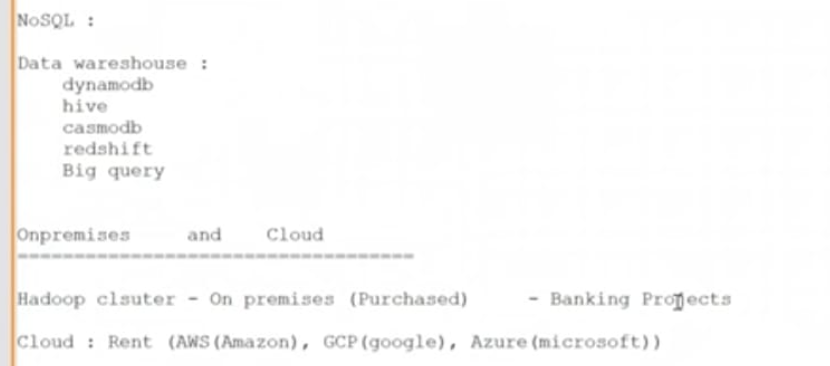 NoSQL :
Data wareshouse :
dynamodb
hive
casmodb
redshift
Big query
Onpremises and Cloud
===================================
Hadoop clsuter - On premises (Purchased) - Banking Projects
Cloud : Rent (AWS(Amazon), GCP(google), Azure(microsoft))